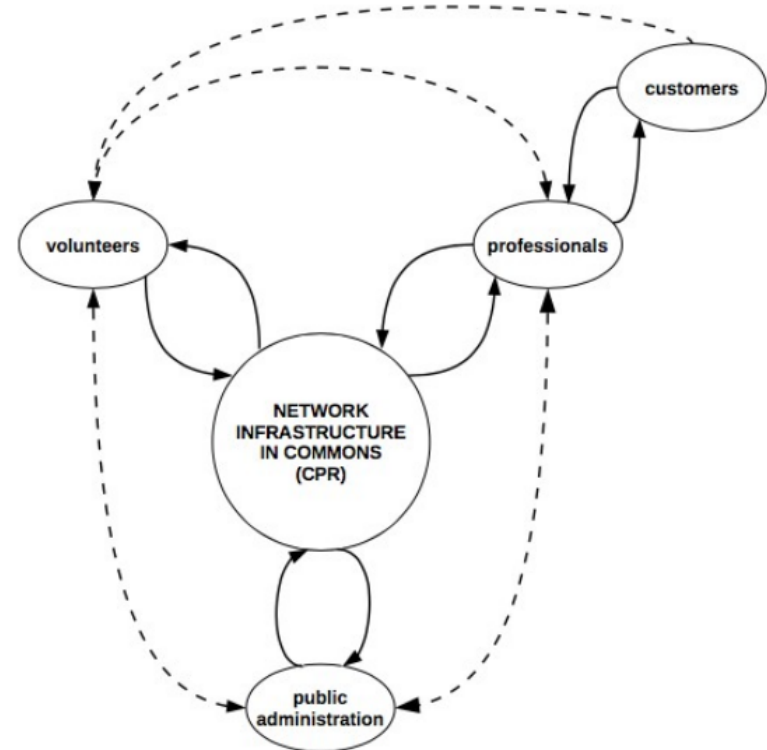 customers
volunteers
professionals
NETWORK
INFRASTRUCTURE
IN COMMONS
(CPR)
public
administration